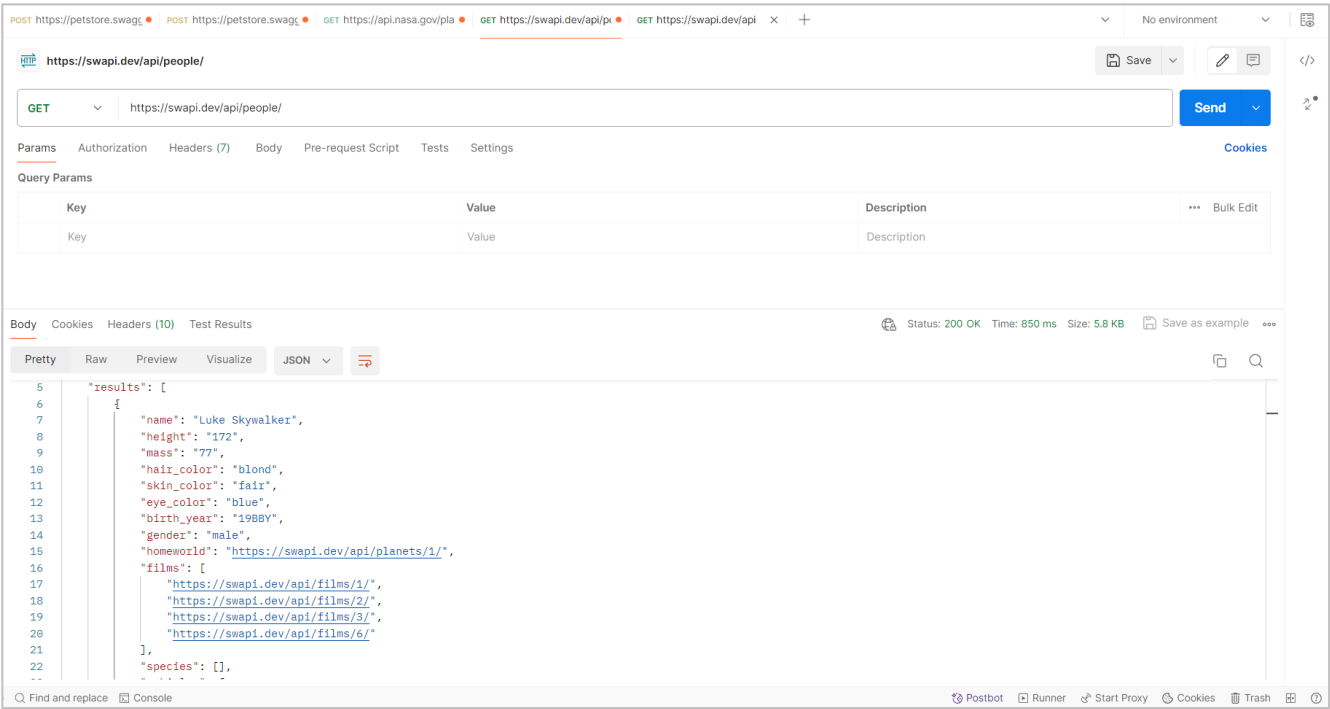 POST https://petstore.swagg POST https://petstore.swagg GET https://api.nasa.gov/pla GET https://swapi.dev/api/pe GET https://swapi.dev/api No environment
HTTP https://swapi.dev/api/people/ Save
GET https://swapi.dev/api/people/ Send
Params Authorization Headers (7) Body Pre-request Script Tests Settings Cookies
Query Params
Key Value Description Bulk Edit
Key Value Description
Body Cookies Headers (10) Test Results Status: 200 OK Time: 850 ms Size: 5.8 KB Save as example
Pretty Raw Preview Visualize JSON
5 "results": [
6 {
7 "name": "Luke Skywalker",
8 "height": "172",
9 "mass": "77",
10 "hair_color": "blond",
11 "skin_color": "fair",
12 "eye_color": "blue",
13 "birth_year": "19BBY",
14 "gender": "male",
15 "homeworld": "https://swapi.dev/api/planets/1/",
16 "films": [
17 "https://swapi.dev/api/films/1/",
18 "https://swapi.dev/api/films/2/",
19 "https://swapi.dev/api/films/3/",
20 "https://swapi.dev/api/films/6/"
21 ],
22 "species": [],
Find and replace Console Postbot Runner Start Proxy Cookies Trash